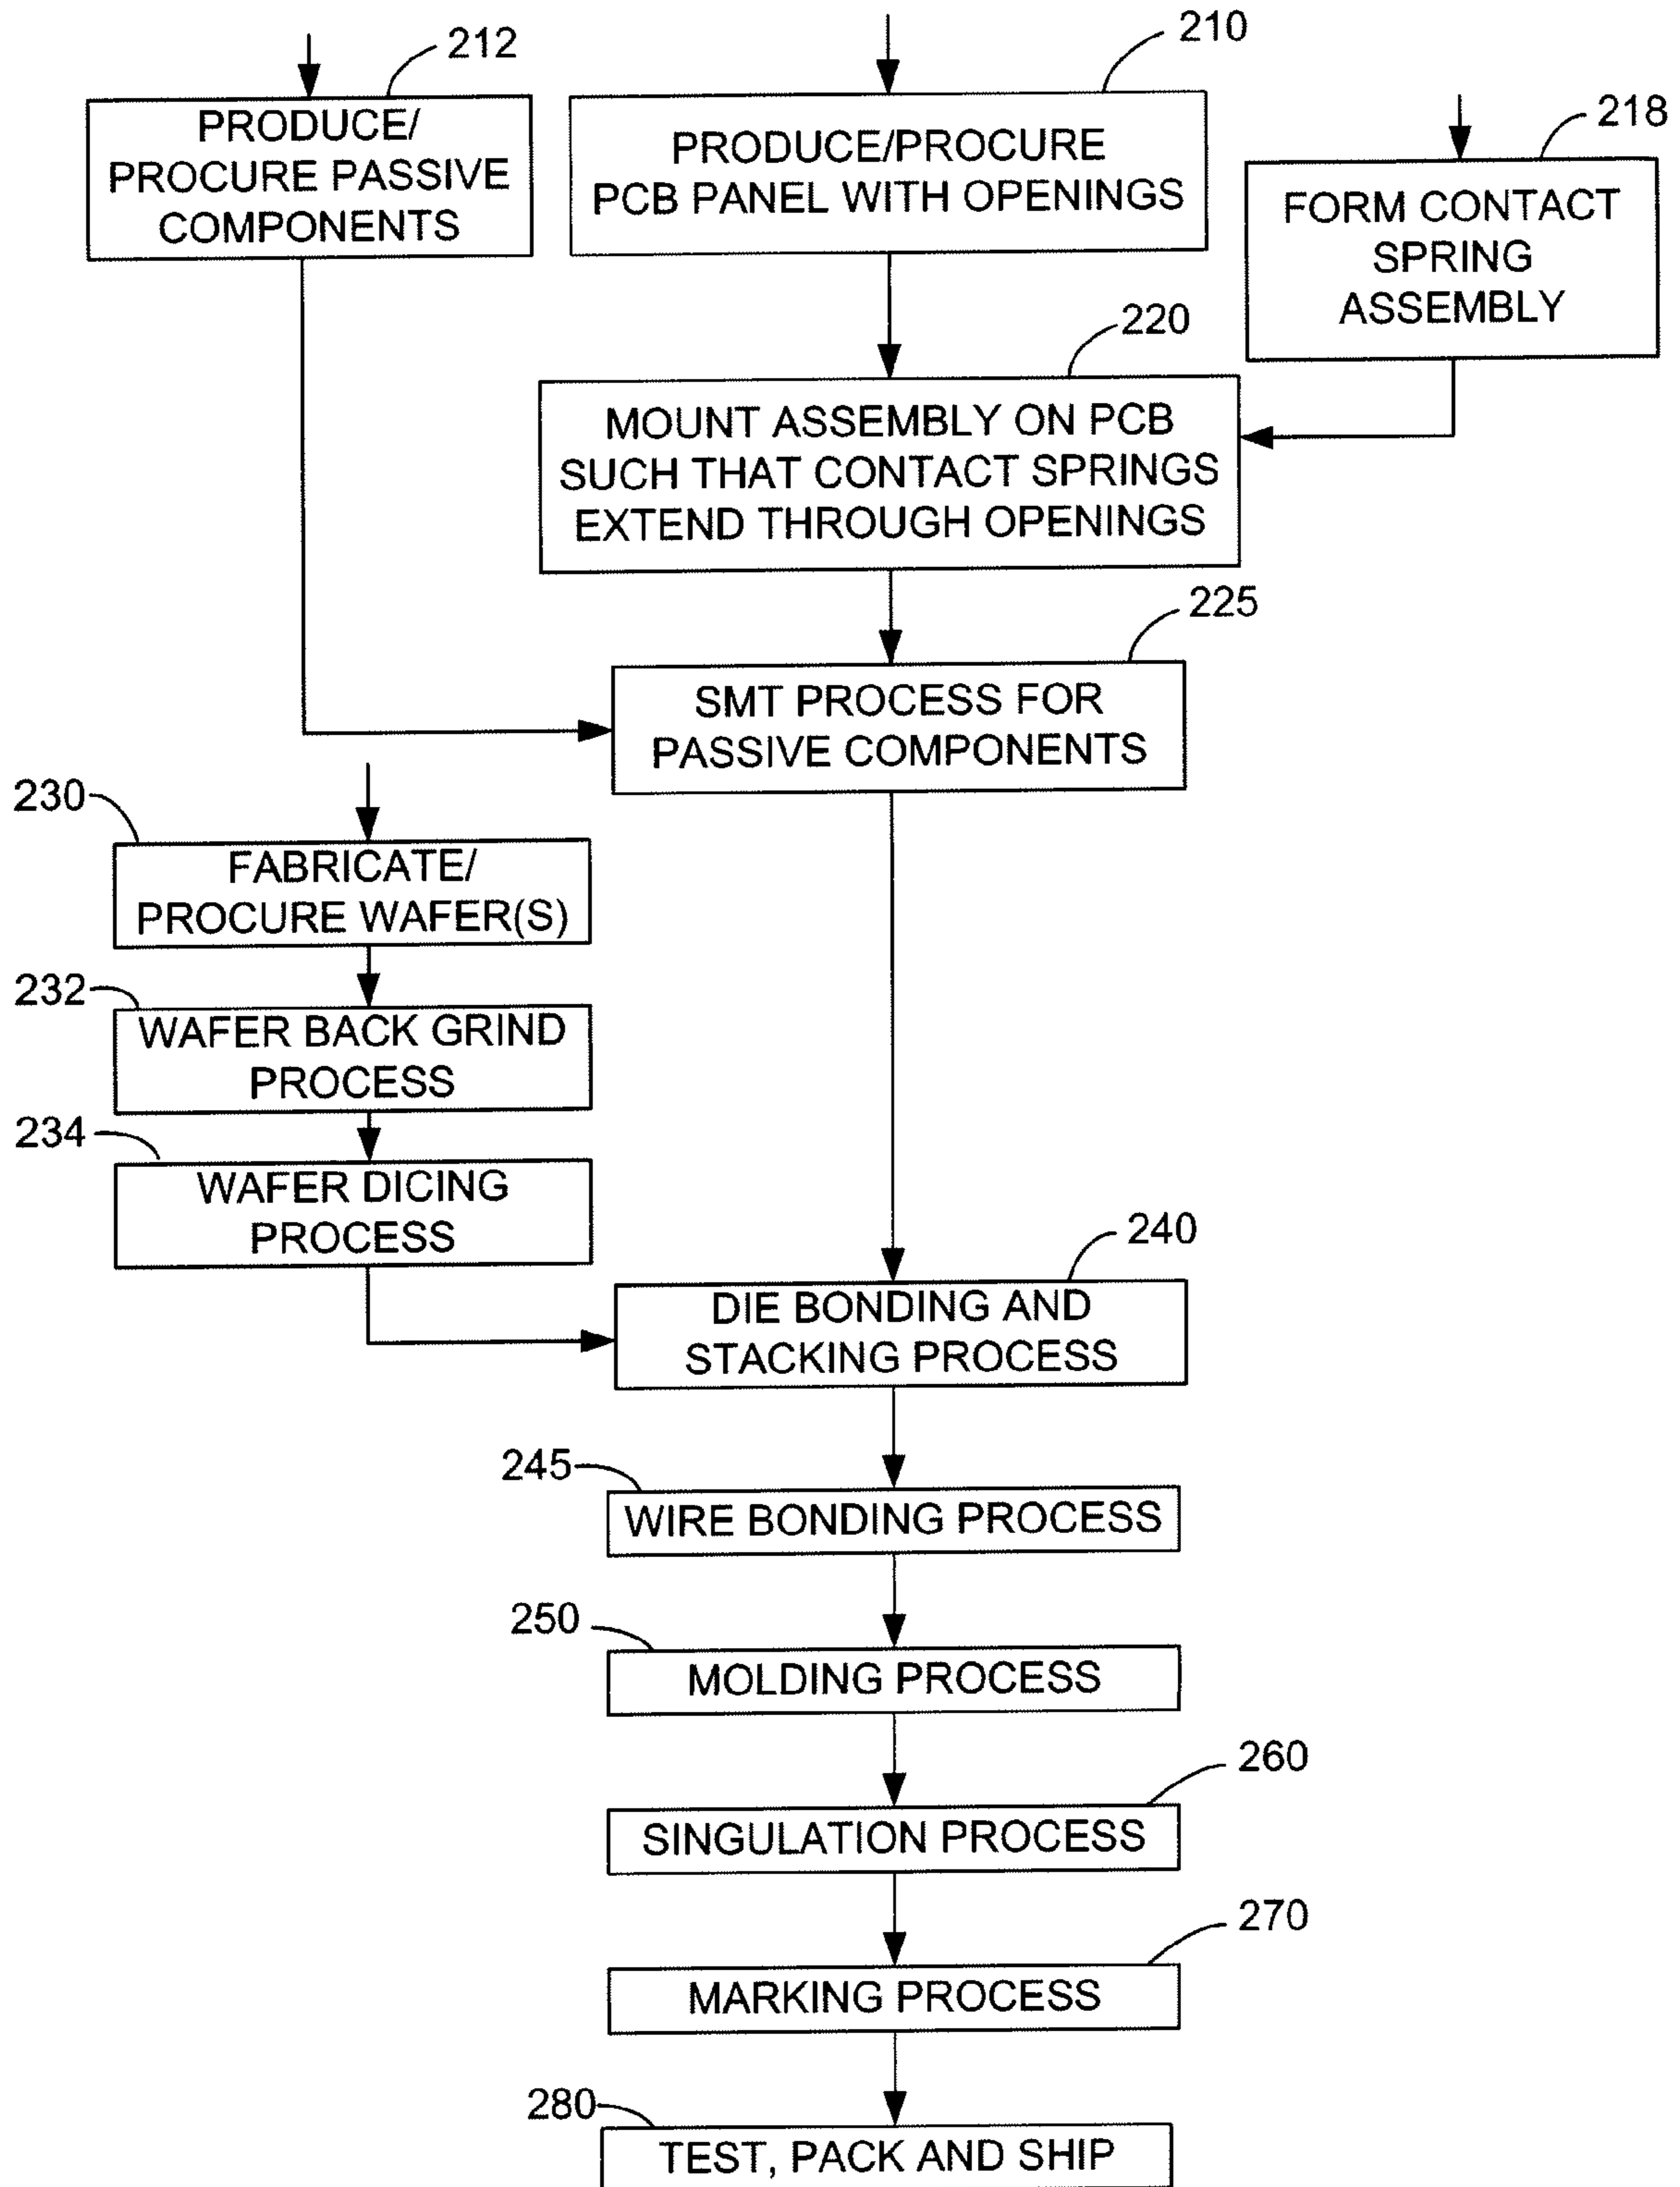 212
PRODUCE/
PROCURE PASSIVE
COMPONENTS
210
PRODUCE/PROCURE
PCB PANEL WITH OPENINGS
218
FORM CONTACT
SPRING
ASSEMBLY
220
MOUNT ASSEMBLY ON PCB
SUCH THAT CONTACT SPRINGS
EXTEND THROUGH OPENINGS
225
SMT PROCESS FOR
PASSIVE COMPONENTS
230
FABRICATE/
PROCURE WAFER(S)
232
WAFER BACK GRIND
PROCESS
234
WAFER DICING
PROCESS
240
DIE BONDING AND
STACKING PROCESS
245
WIRE BONDING PROCESS
250
MOLDING PROCESS
260
SINGULATION PROCESS
270
MARKING PROCESS
280
TEST, PACK AND SHIP